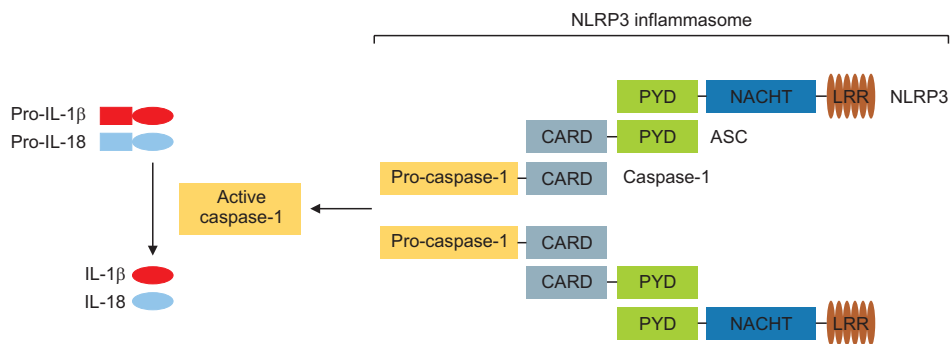 NLRP3 inflammasome
PYD NACHT LRR NLRP3
Pro-IL-1β
Pro-IL-18
CARD PYD ASC
Pro-caspase-1 CARD Caspase-1
Active
caspase-1
Pro-caspase-1 CARD
IL-1β
IL-18
CARD PYD
PYD NACHT LRR